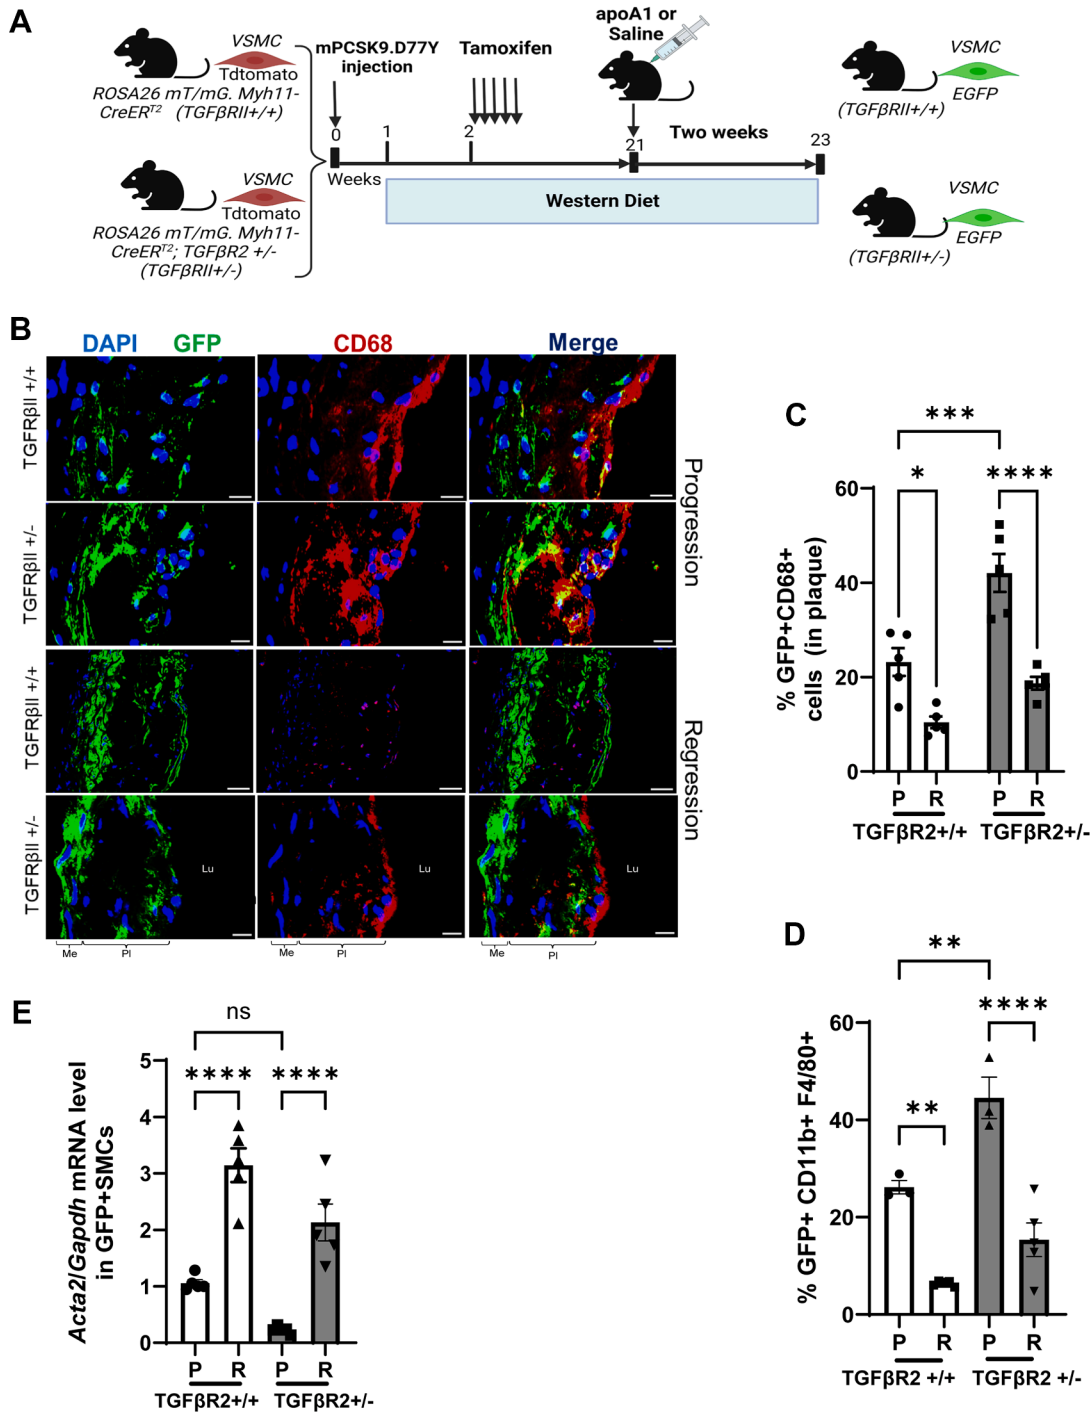 A
VSMC
Tdtomato
ROSA26 mT/mG. Myh11-
CreERT2 (TGFβRII+/+)
VSMC
Tdtomato
ROSA26 mT/mG. Myh11-
CreERT2; TGFβR2 +/-
(TGFβRII+/-)
mPCSK9.D77Y
injection
Tamoxifen
apoA1 or
Saline
0
1
2
21
Two weeks
23
Weeks
Western Diet
VSMC
EGFP
(TGFβRII+/+)
VSMC
EGFP
(TGFβRII+/-)
B
DAPI GFP
CD68
Merge
TGFRβII +/+
TGFRβII +/-
TGFRβII +/+
TGFRβII +/-
Progression
Regression
Lu
Lu
Lu
Me
Pl
Me
Pl
Me
Pl
C
% GFP+CD68+
cells (in plaque)
60
40
20
0
***
*
****
P R P R
TGFβR2+/+ TGFβR2+/-
D
% GFP+ CD11b+ F4/80+
60
40
20
0
**
**
****
P R P R
TGFβR2 +/+ TGFβR2 +/-
E
Acta2/Gapdh mRNA level
in GFP+SMCs
5
4
3
2
1
0
ns
****
****
P R P R
TGFβR2+/+ TGFβR2+/-